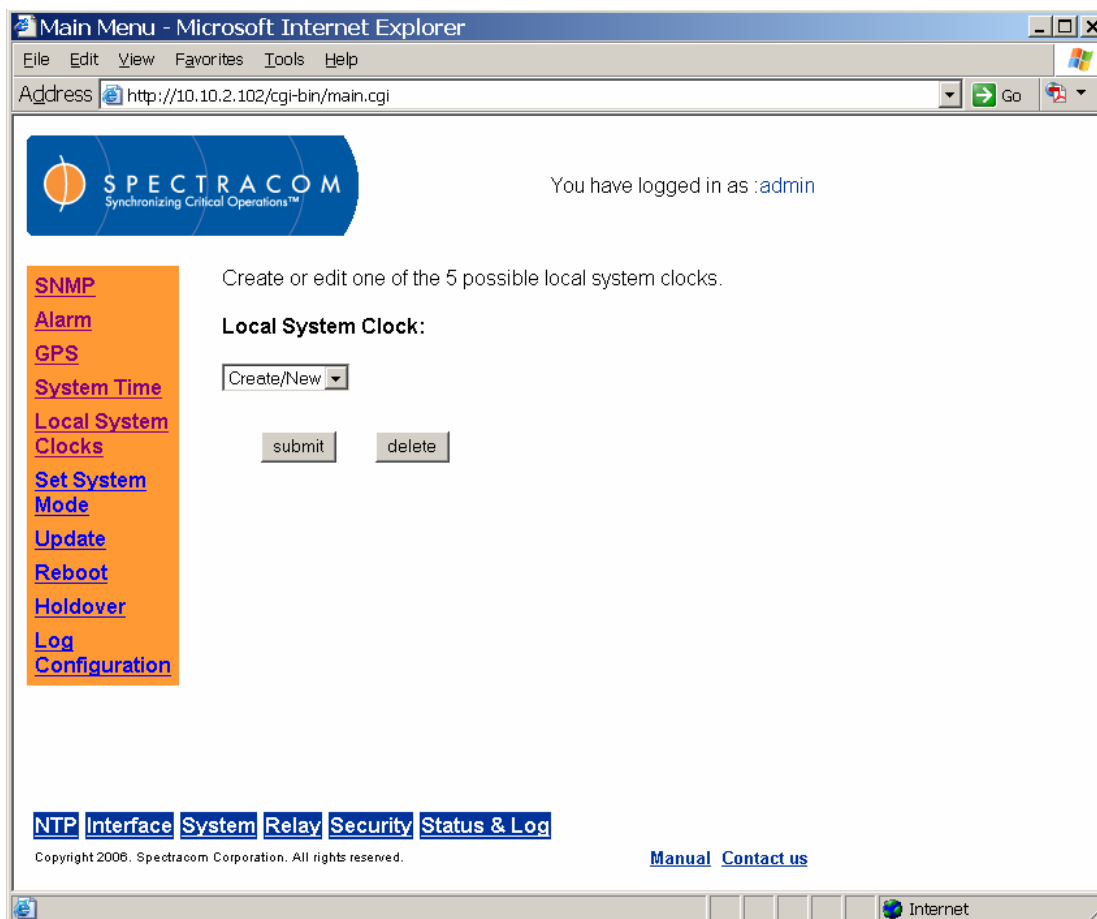 Main Menu - Microsoft Internet Explorer
File Edit View Favorites Tools Help
Address http://10.10.2.102/cgi-bin/main.cgi Go
SPECTRACOM
Synchronizing Critical Operations™
You have logged in as :admin
SNMP
Alarm
GPS
System Time
Local System
Clocks
Set System
Mode
Update
Reboot
Holdover
Log
Configuration
Create or edit one of the 5 possible local system clocks.
Local System Clock:
Create/New
submit delete
NTP Interface System Relay Security Status & Log
Copyright 2006. Spectracom Corporation. All rights reserved.
Manual Contact us
Internet